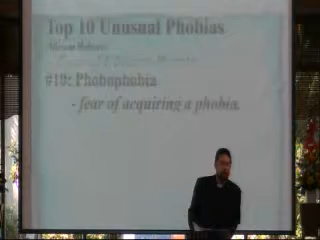 Top 10 Unusual Phobias
#10: Phobophobia
- fear of acquiring a phobia.